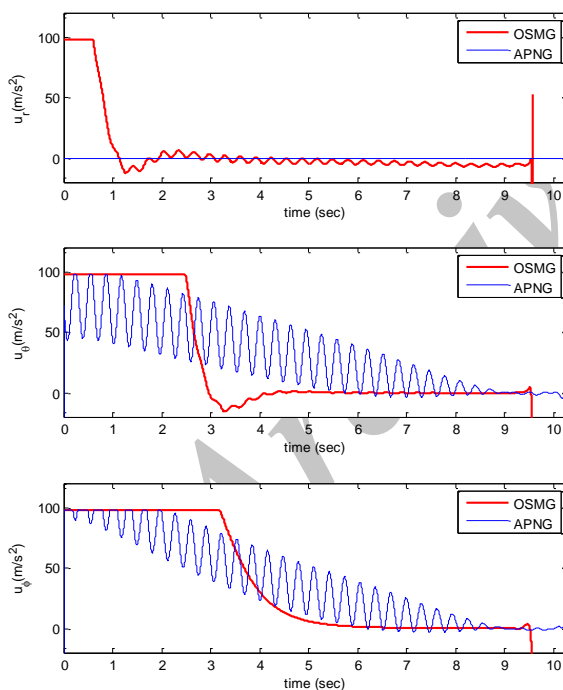 u_r(m/s²)
100
50
0
OSMG
APNG
0 1 2 3 4 5 6 7 8 9 10
time (sec)
u_θ(m/s²)
100
50
0
OSMG
APNG
0 1 2 3 4 5 6 7 8 9 10
time (sec)
u_ϕ(m/s²)
100
50
0
OSMG
APNG
0 1 2 3 4 5 6 7 8 9 10
time (sec)